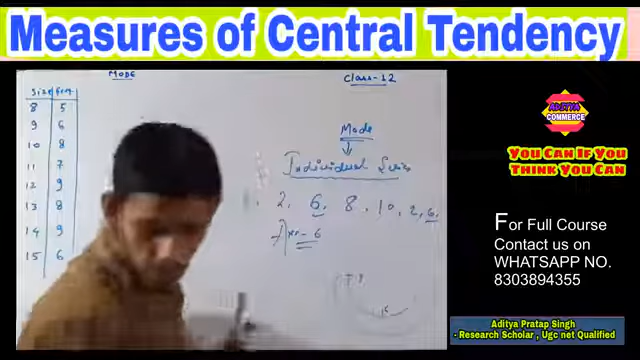 Measures of Central Tendency
MODE
Class-12
Size Freq
8 5
9 6
10 8
11 7
12 9
13 8
14 9
15 6
Mode
Individual Series
2, 6, 8, 10, 2, 6,
6
ADITYA
COMMERCE
You Can If You
Think You Can
For Full Course
Contact us on
WHATSAPP NO.
8303894355
Aditya Pratap Singh
- Research Scholar , Ugc net Qualified